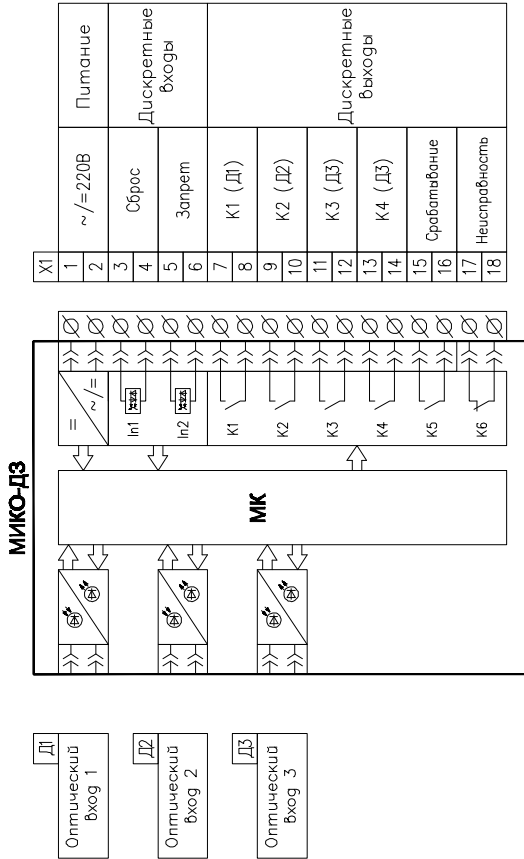 МИКО-ДЗ
Д1
Оптический
вход 1
Д2
Оптический
вход 2
Д3
Оптический
вход 3
МК
=
~/=
In1
In2
K1
K2
K3
K4
K5
K6
X1
1
2
3
4
5
6
7
8
9
10
11
12
13
14
15
16
17
18
~/=220В
Сброс
Запрет
К1 (Д1)
К2 (Д2)
К3 (Д3)
К4 (Д3)
Срабатывание
Неисправность
Питание
Дискретные
входы
Дискретные
выходы